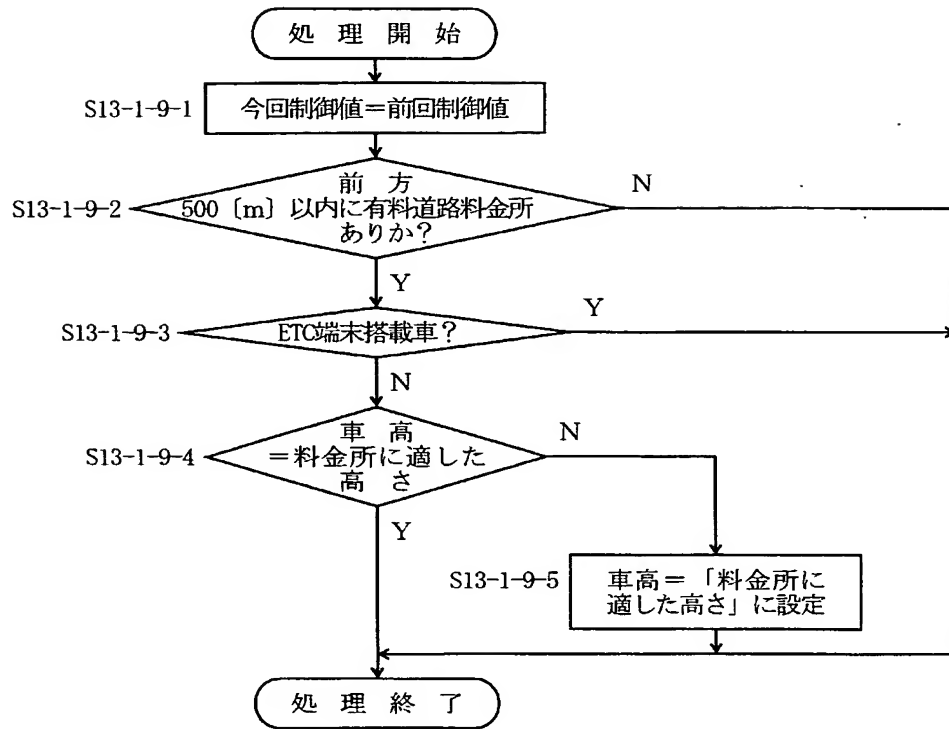 処理開始
S13-1-9-1
今回制御値＝前回制御値
S13-1-9-2
前方
500〔m〕以内に有料道路料金所
ありか？
N
Y
S13-1-9-3
ETC端末搭載車？
Y
N
S13-1-9-4
車高
＝料金所に適した
高さ
N
Y
S13-1-9-5
車高＝「料金所に
適した高さ」に設定
処理終了